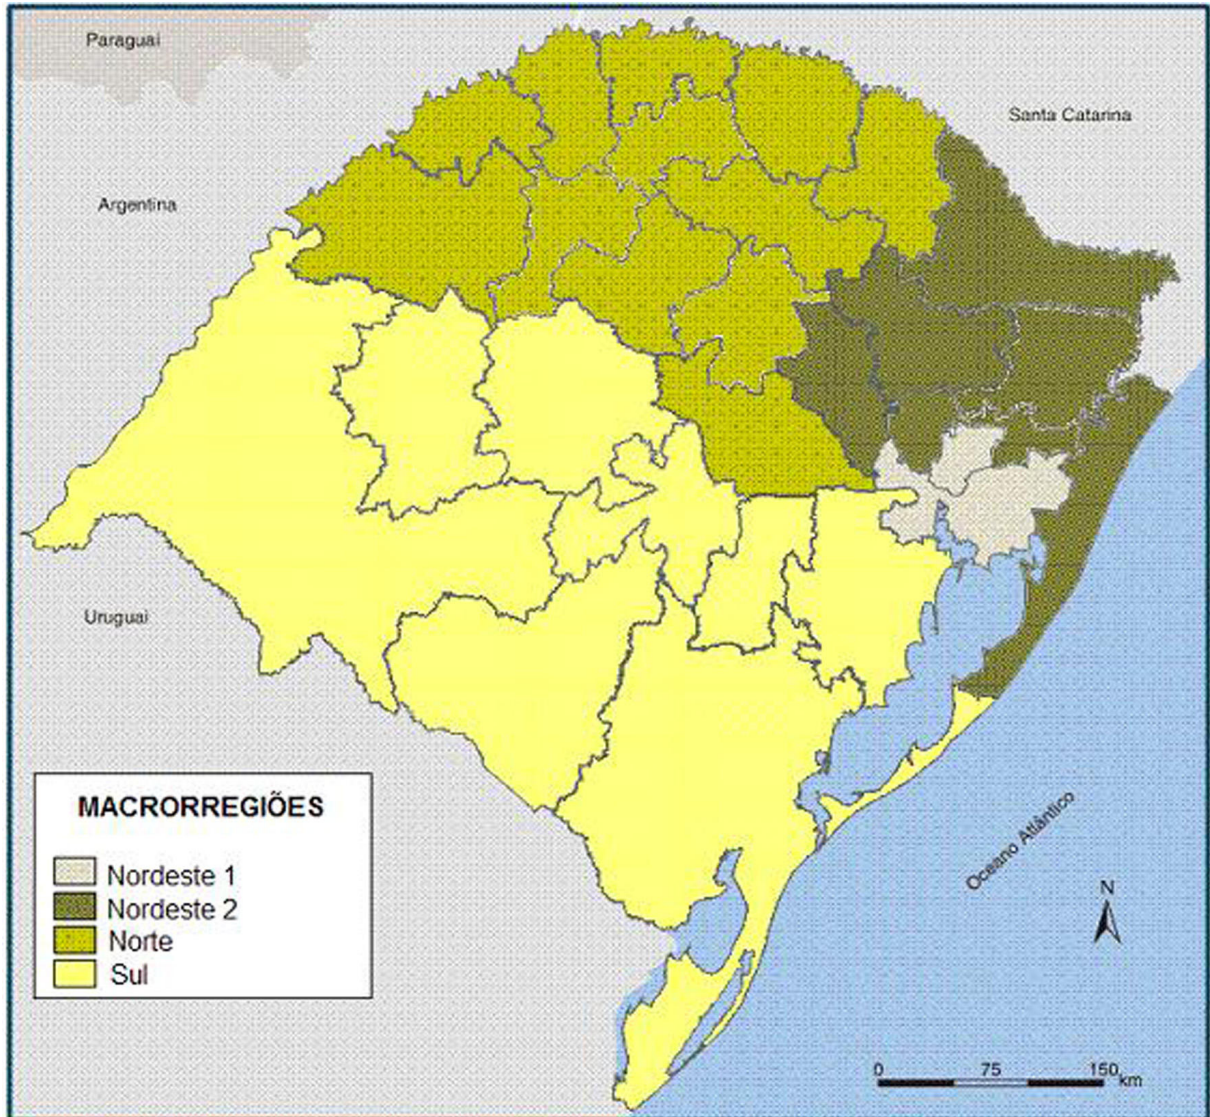 Paraguai
Santa Catarina
Argentina
Uruguai
MACRORREGIÕES
Nordeste 1
Nordeste 2
Norte
Sul
Oceano Atlântico
N
0 75 150 km